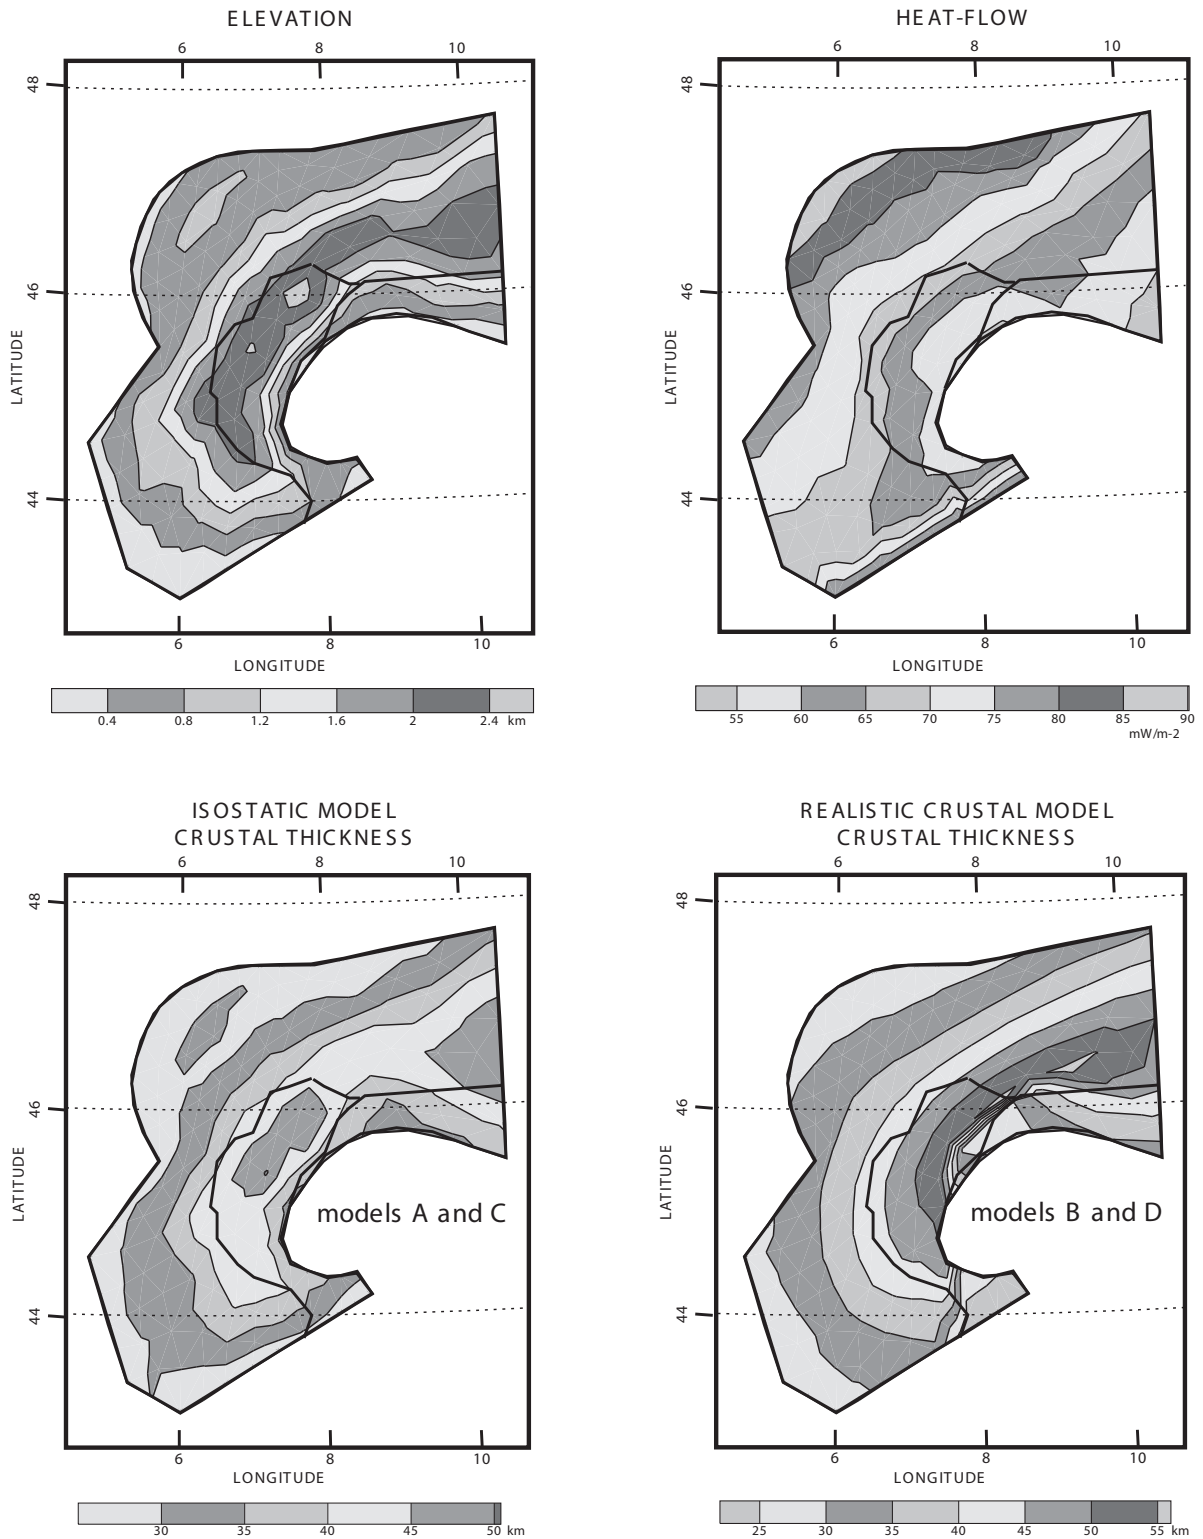 ELEVATION
6 8 10
48
46
44
LATITUDE
6 8 10
LONGITUDE
0.4 0.8 1.2 1.6 2 2.4 km
HEAT-FLOW
6 8 10
48
46
44
LATITUDE
6 8 10
LONGITUDE
55 60 65 70 75 80 85 90
mW/m-2
ISOSTATIC MODEL
CRUSTAL THICKNESS
6 8 10
48
46
44
LATITUDE
models A and C
6 8 10
LONGITUDE
30 35 40 45 50 km
REALISTIC CRUSTAL MODEL
CRUSTAL THICKNESS
6 8 10
48
46
44
LATITUDE
models B and D
6 8 10
LONGITUDE
25 30 35 40 45 50 55 km